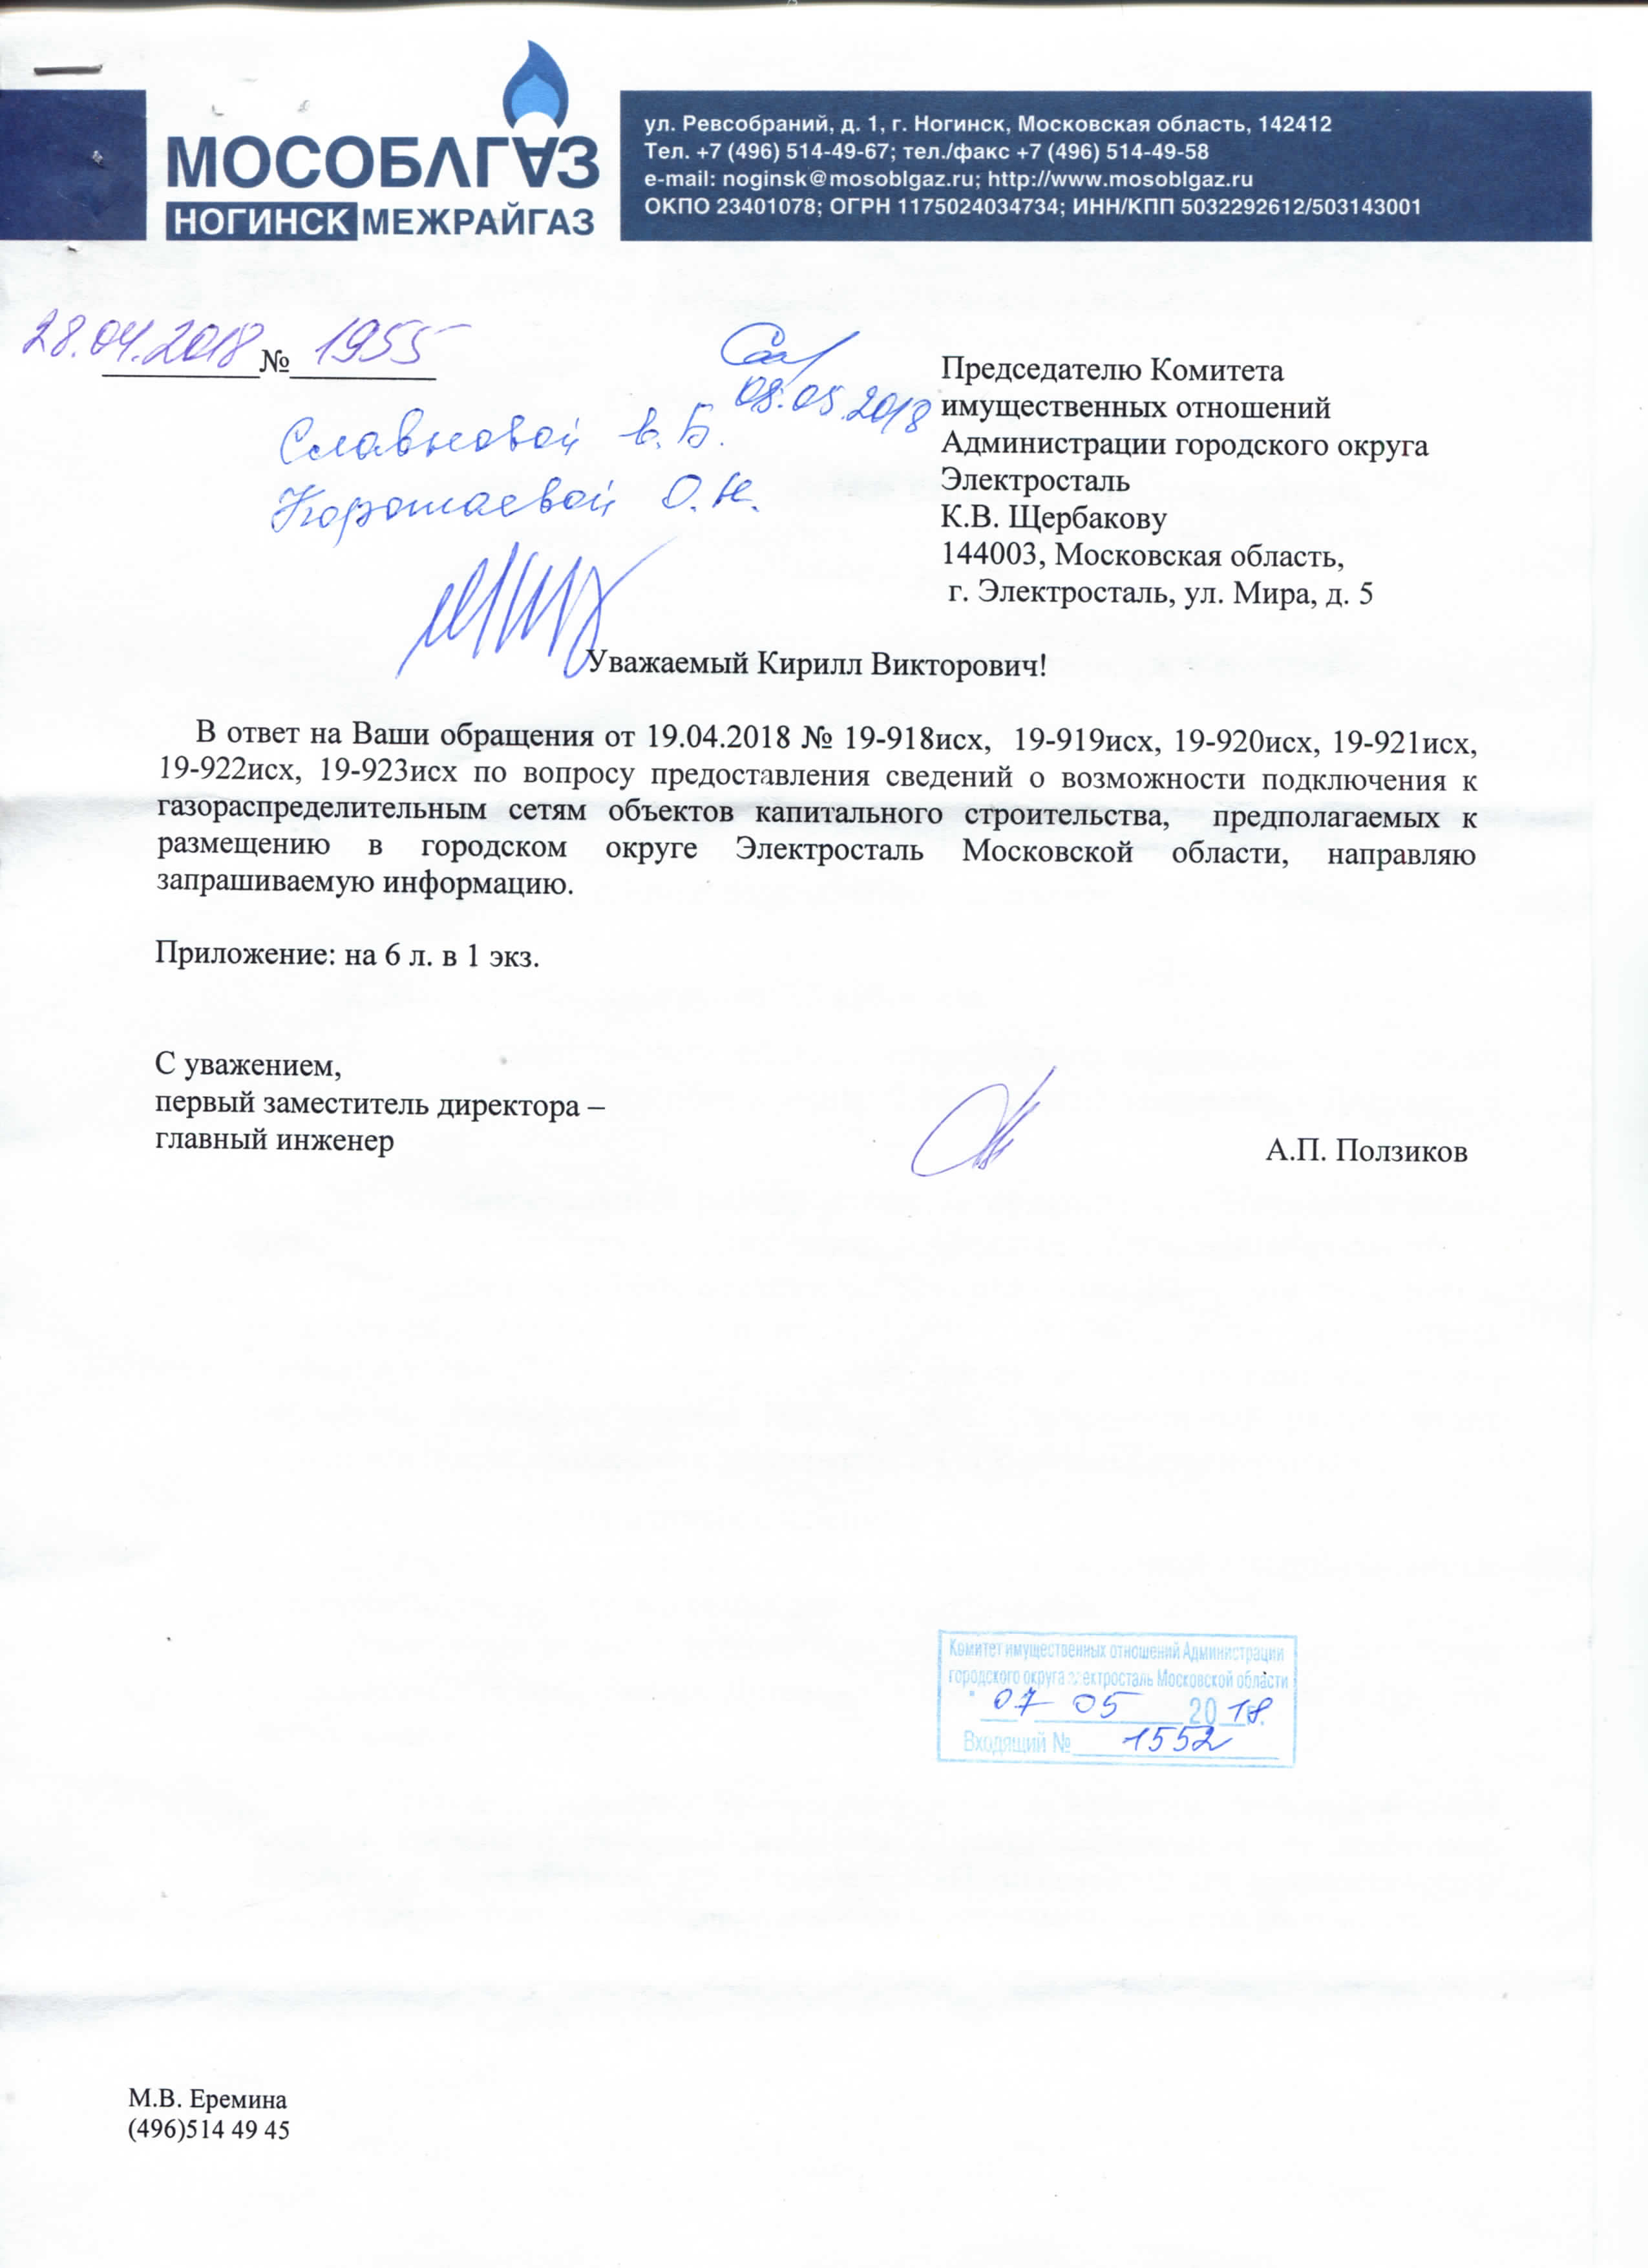 МОСОБЛГАЗ
НОГИНСК МЕЖРАЙГАЗ
ул. Ревсобраний, д. 1, г. Ногинск, Московская область, 142412
Тел. +7 (496) 514-49-67; тел./факс +7 (496) 514-49-58
e-mail: noginsk@mosoblgaz.ru; http://www.mosoblgaz.ru
ОКПО 23401078; ОГРН 1175024034734; ИНН/КПП 5032292612/503143001
28.04.2018 № 1955
08.05.2018
В.Б.
О.Н.
Председателю Комитета
имущественных отношений
Администрации городского округа
Электросталь
К.В. Щербакову
144003, Московская область,
г. Электросталь, ул. Мира, д. 5
Уважаемый Кирилл Викторович!
В ответ на Ваши обращения от 19.04.2018 № 19-918исх, 19-919исх, 19-920исх, 19-921исх,
19-922исх, 19-923исх по вопросу предоставления сведений о возможности подключения к
газораспределительным сетям объектов капитального строительства, предполагаемых к
размещению в городском округе Электросталь Московской области, направляю
запрашиваемую информацию.
Приложение: на 6 л. в 1 экз.
С уважением,
первый заместитель директора –
главный инженер
А.П. Ползиков
Комитет имущественных отношений Администрации
городского округа Электросталь Московской области
" 07 05 2018 г.
Входящий № 1552
М.В. Еремина
(496)514 49 45